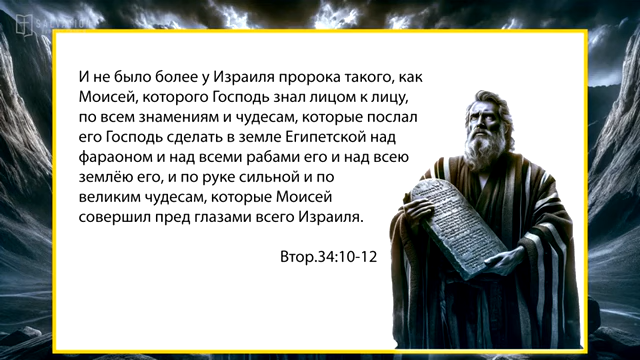 И не было более у Израиля пророка такого, как
Моисей, которого Господь знал лицом к лицу,
по всем знамениям и чудесам, которые послал
его Господь сделать в земле Египетской над
фараоном и над всеми рабами его и над всею
землёю его, и по руке сильной и по
великим чудесам, которые Моисей
совершил пред глазами всего Израиля.
Втор.34:10-12